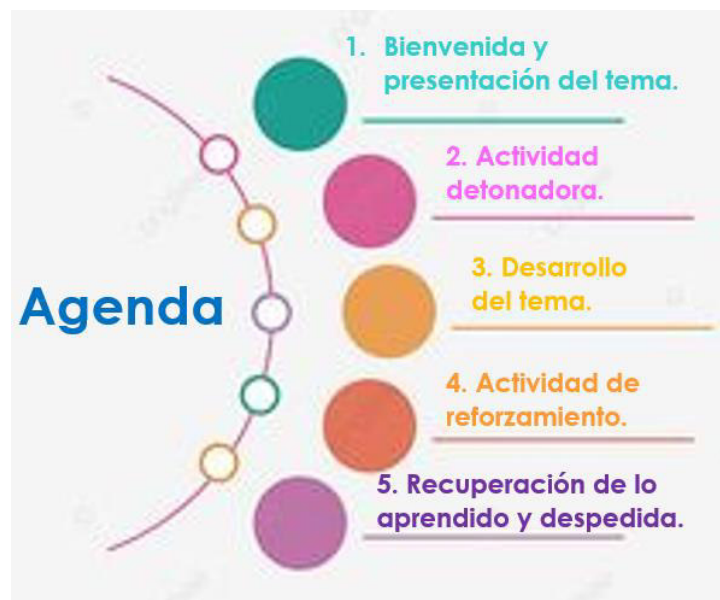 Agenda
1. Bienvenida y
presentación del tema.
2. Actividad
detonadora.
3. Desarrollo
del tema.
4. Actividad de
reforzamiento.
5. Recuperación de lo
aprendido y despedida.